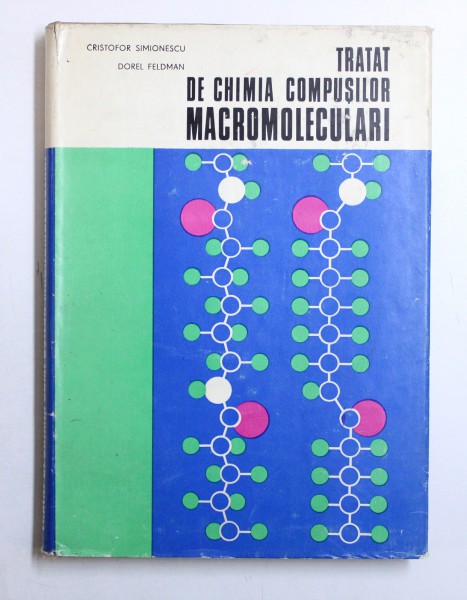 CRISTOFOR SIMIONESCU
DOREL FELDMAN
TRATAT
DE CHIMIA COMPUȘILOR
MACROMOLECULARI